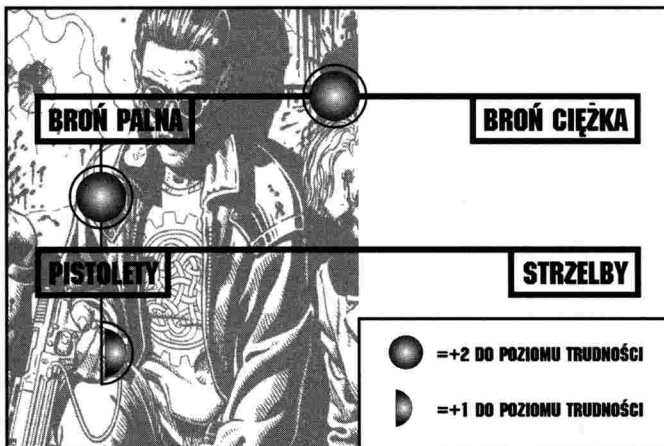 BROŃ PALNA
BROŃ CIĘŻKA
PISTOLETY
STRZELBY
=+2 DO POZIOMU TRUDNOŚCI
=+1 DO POZIOMU TRUDNOŚCI